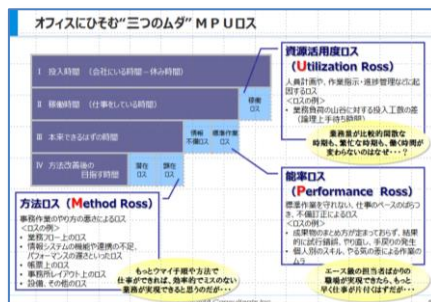 オフィスにひそむ“三つのムダ”ＭＰＵロス
Ⅰ 投入時間 （会社にいる時間－休み時間）
Ⅱ 稼働時間 （仕事をしている時間）
稼働
ロス
Ⅲ 本来できるはずの時間
情報
不備ロス
標準作業
ロス
Ⅳ 方法改善後の
目指す時間
潜在
ロス
顕在
ロス
資源活用度ロス
（Utilization Ross）
人員計画や、作業指示・進捗管理などに起
因するロス
＜ロスの例＞
• 業務負荷の山谷に対する投入工数の差
（論理上手待ち時間）
業務量が比較的閑散な
時期も、繁忙な時期も、働く時間が
変わらないのはなぜ・・・？
能率ロス
（Performance Ross）
標準作業を守れない、仕事のペースのばらつ
き、不備訂正によるロス
＜ロスの例＞
• 成果物のまとめ方が定まっておらず、結果
的に試行錯誤、やり直し、手戻りの発生
• 個人別のスキル、やる気の差による作業の
ムラ
エース級の担当者ばかりの
職場が実現できたら、もっと
早く仕事が片付くはずだが、
方法ロス （Method Ross）
事務作業のやり方の悪さによるロス
＜ロスの例＞
• 業務フロー上のロス
• 情報システムの機能や連携の不足、
パフォーマンスの遅さといったロス
• 帳票上のロス
• 事務所レイアウト上のロス
• 設備、その他のロス
もっとウマイ手順や方法で
仕事ができれば、効率的でミスのない
業務が実現できると思うのだが・・・